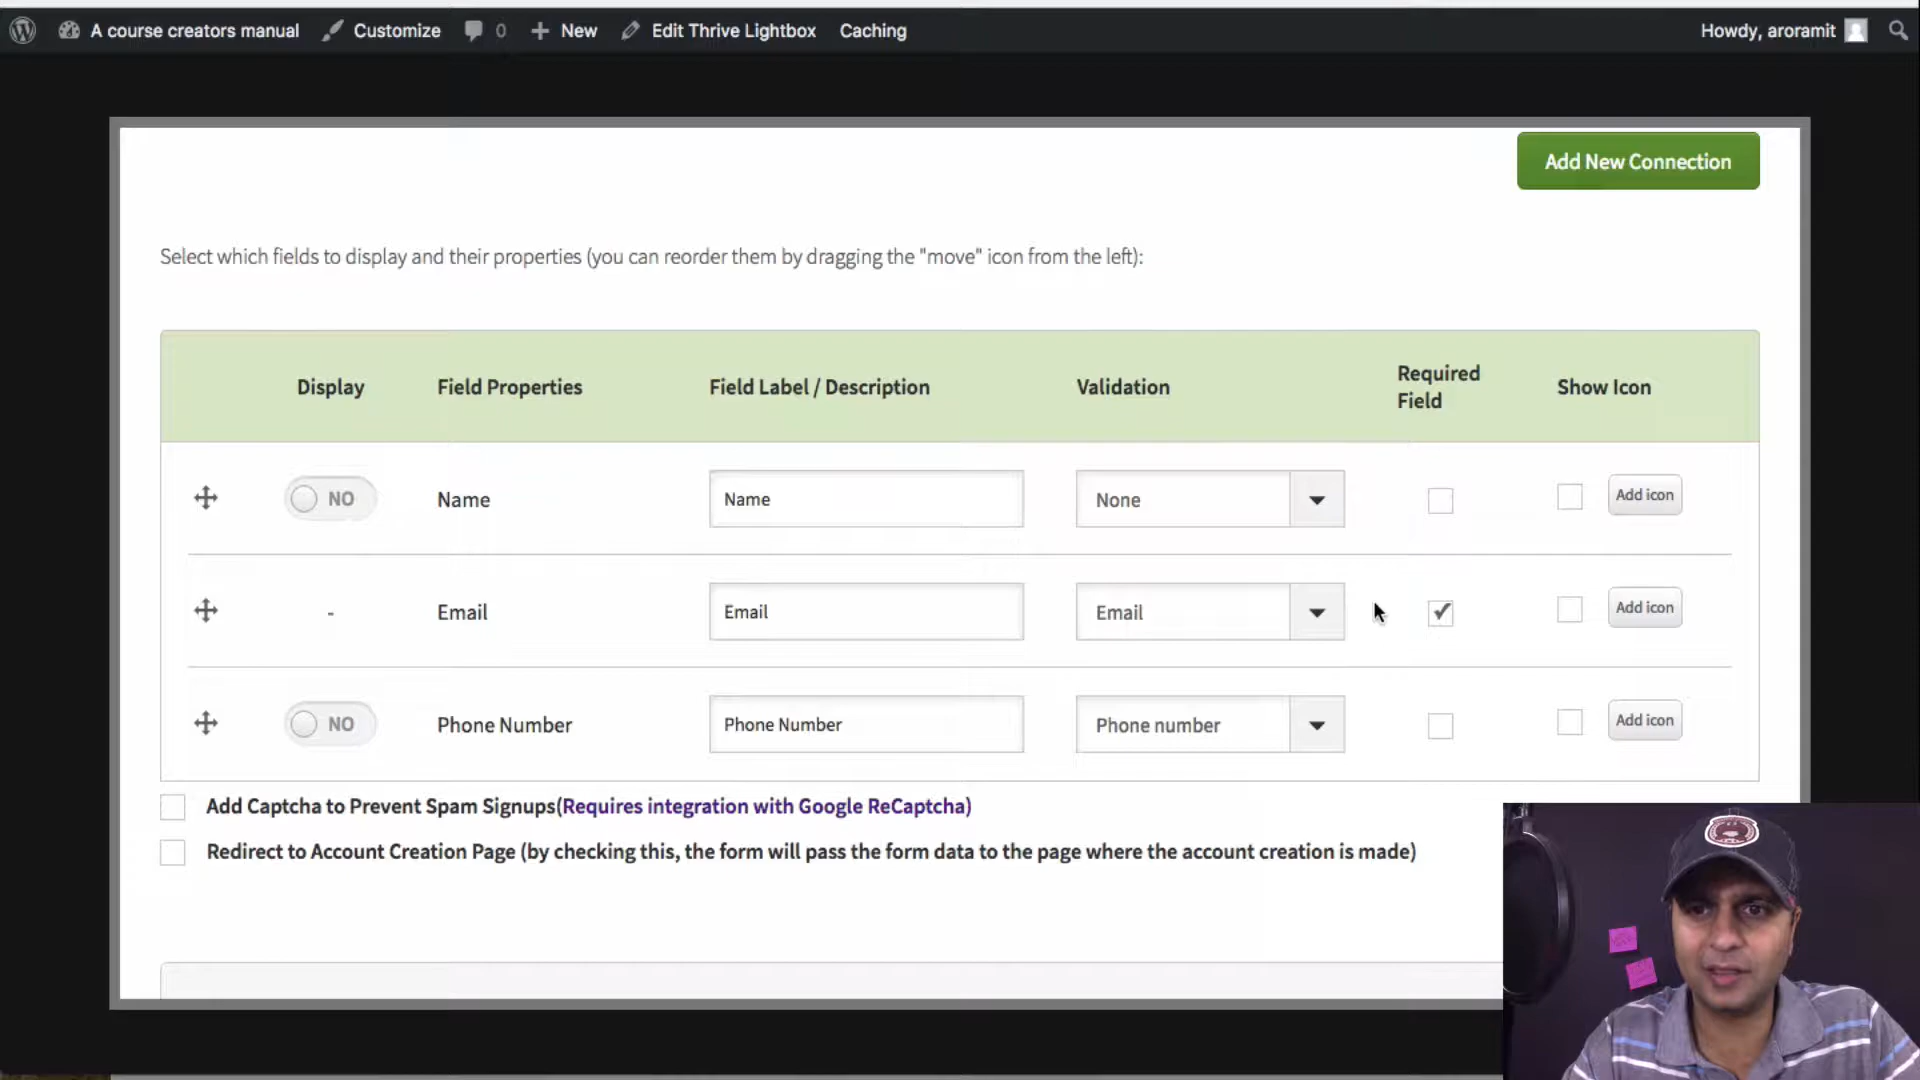 A course creators manual Customize 0 New Edit Thrive Lightbox Caching Howdy, aroramit
Add New Connection
Select which fields to display and their properties (you can reorder them by dragging the "move" icon from the left):
Display Field Properties Field Label / Description Validation Required Field Show Icon
NO Name Name None Add icon
- Email Email Email Add icon
NO Phone Number Phone Number Phone number Add icon
Add Captcha to Prevent Spam Signups(Requires integration with Google ReCaptcha)
Redirect to Account Creation Page (by checking this, the form will pass the form data to the page where the account creation is made)